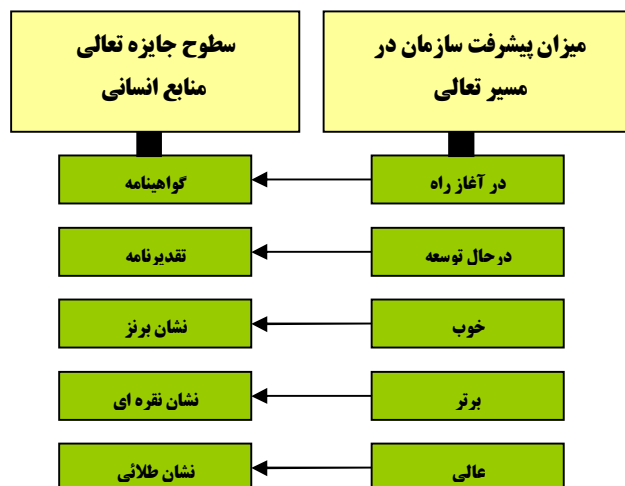 میزان پیشرفت سازمان در
مسیر تعالی
سطوح جایزه تعالی
منابع انسانی
در آغاز راه
گواهینامه
درحال توسعه
تقدیرنامه
خوب
نشان برنز
برتر
نشان نقره ای
عالی
نشان طلائی